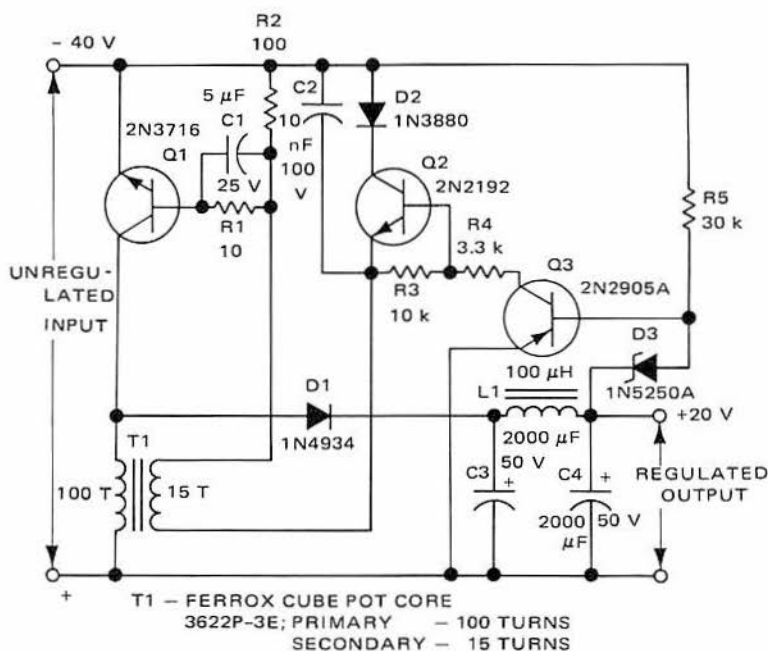 R2
100
- 40 V
5 μF
C1
25 V
2N3716
Q1
R1
10
C2
10
nF
100
V
D2
1N3880
Q2
2N2192
R4
3.3 k
R3
10 k
Q3
2N2905A
R5
30 k
UNREGU-
LATED
INPUT
D3
1N5250A
100 μH
L1
D1
1N4934
+20 V
2000 μF
50 V
C3
+
C4
+
2000
μF
50 V
REGULATED
OUTPUT
T1
100 T
15 T
+
T1 – FERROX CUBE POT CORE
3622P-3E; PRIMARY – 100 TURNS
SECONDARY – 15 TURNS